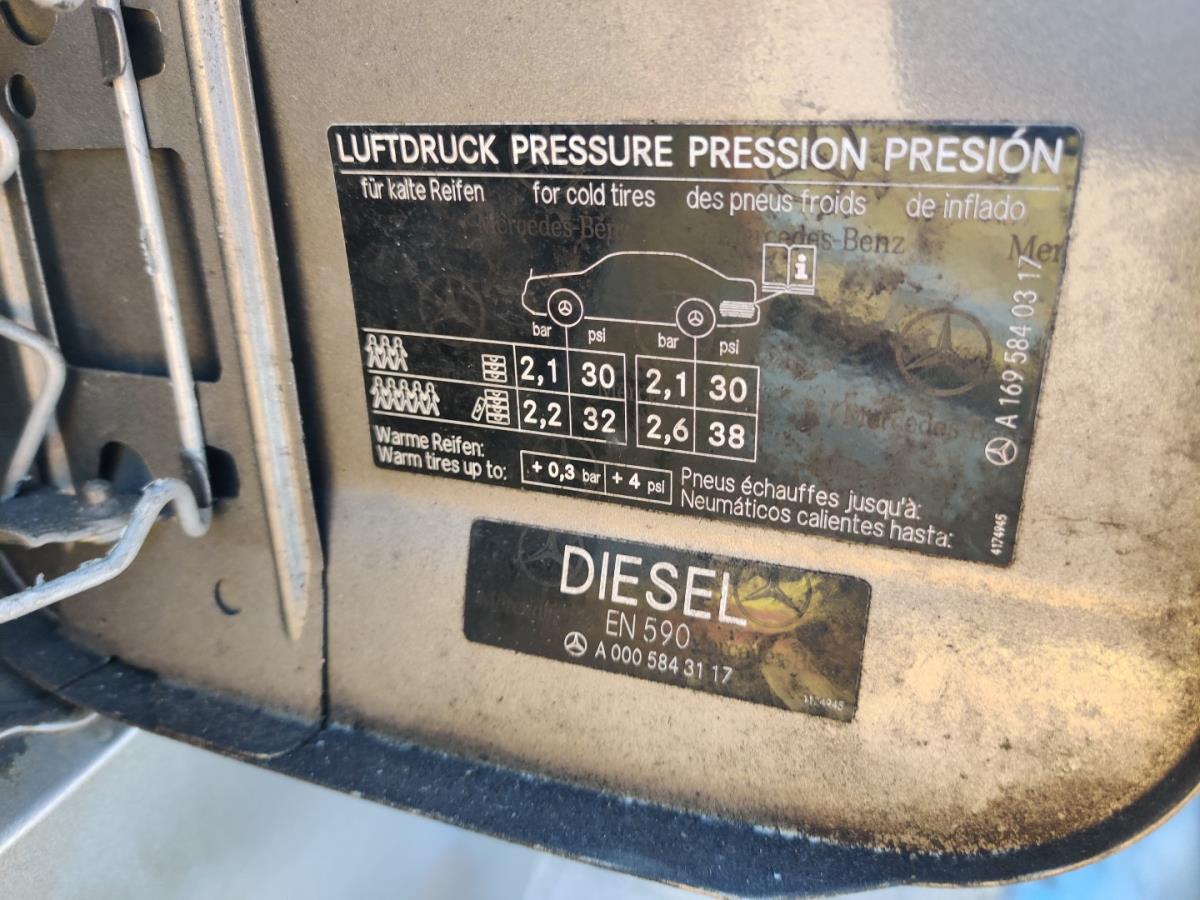 LUFTDRUCK PRESSURE PRESSION PRESIÓN
für kalte Reifen for cold tires des pneus froids de inflado
Mercedes-Benz Mercedes-Benz Mer
i
bar psi bar psi
2,1 30 2,1 30
2,2 32 2,6 38
Warme Reifen:
Warm tires up to:
+ 0,3 bar + 4 psi
Pneus échauffes jusqu'à:
Neumáticos calientes hasta:
A 169 584 03 17
4174945
DIESEL
EN 590
A 000 584 31 17